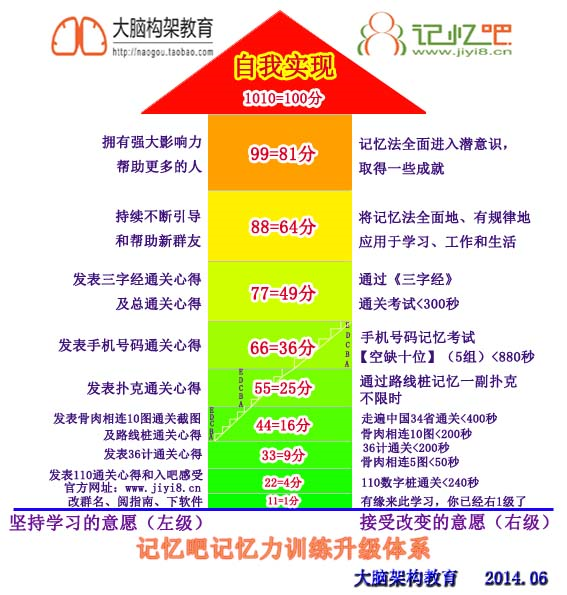 大脑构架教育
http://naogou.taobao.com
记忆吧
www.jiyi8.cn
自我实现
1010=100分
拥有强大影响力
帮助更多的人
99=81分
记忆法全面进入潜意识，
取得一些成就
持续不断引导
和帮助新群友
88=64分
将记忆法全面地、有规律地
应用于学习、工作和生活
发表三字经通关心得
及总通关心得
77=49分
通过《三字经》
通关考试<300秒
发表手机号码通关心得
66=36分
E
D
C
B
A
手机号码记忆考试
【空缺十位】（5组）<880秒
发表扑克通关心得
E
D
C
B
A
55=25分
通过路线桩记忆一副扑克
不限时
发表骨肉相连10图通关截图
及路线桩通关心得
E
D
C
B
A
44=16分
走遍中国34省通关<400秒
骨肉相连10图<200秒
发表36计通关心得
33=9分
36计通关<200秒
骨肉相连5图<50秒
发表110通关心得和入吧感受
官方网址：www.jiyi8.cn
22=4分
110数字桩通关<240秒
改群名、阅指南、下软件
11=1分
有缘来此学习，你已经右1级了
坚持学习的意愿（左级）
接受改变的意愿（右级）
记忆吧记忆力训练升级体系
大脑架构教育 2014.06